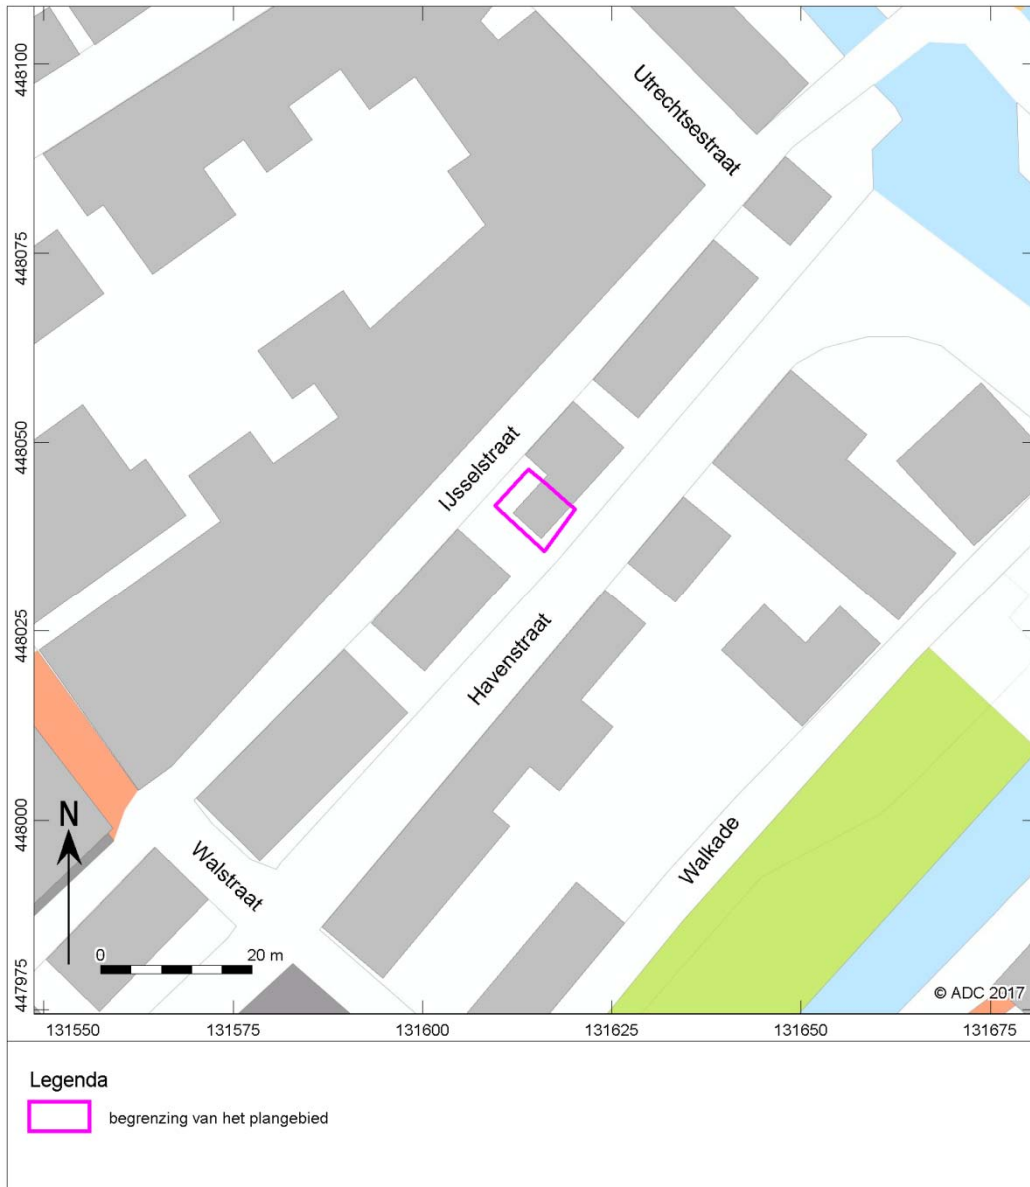 448100
448075
448050
448025
448000
447975
Utrechtsestraat
IJsselstraat
Havenstraat
Walstraat
Walkade
N
0 20 m
© ADC 2017
131550 131575 131600 131625 131650 131675
Legenda
begrenzing van het plangebied